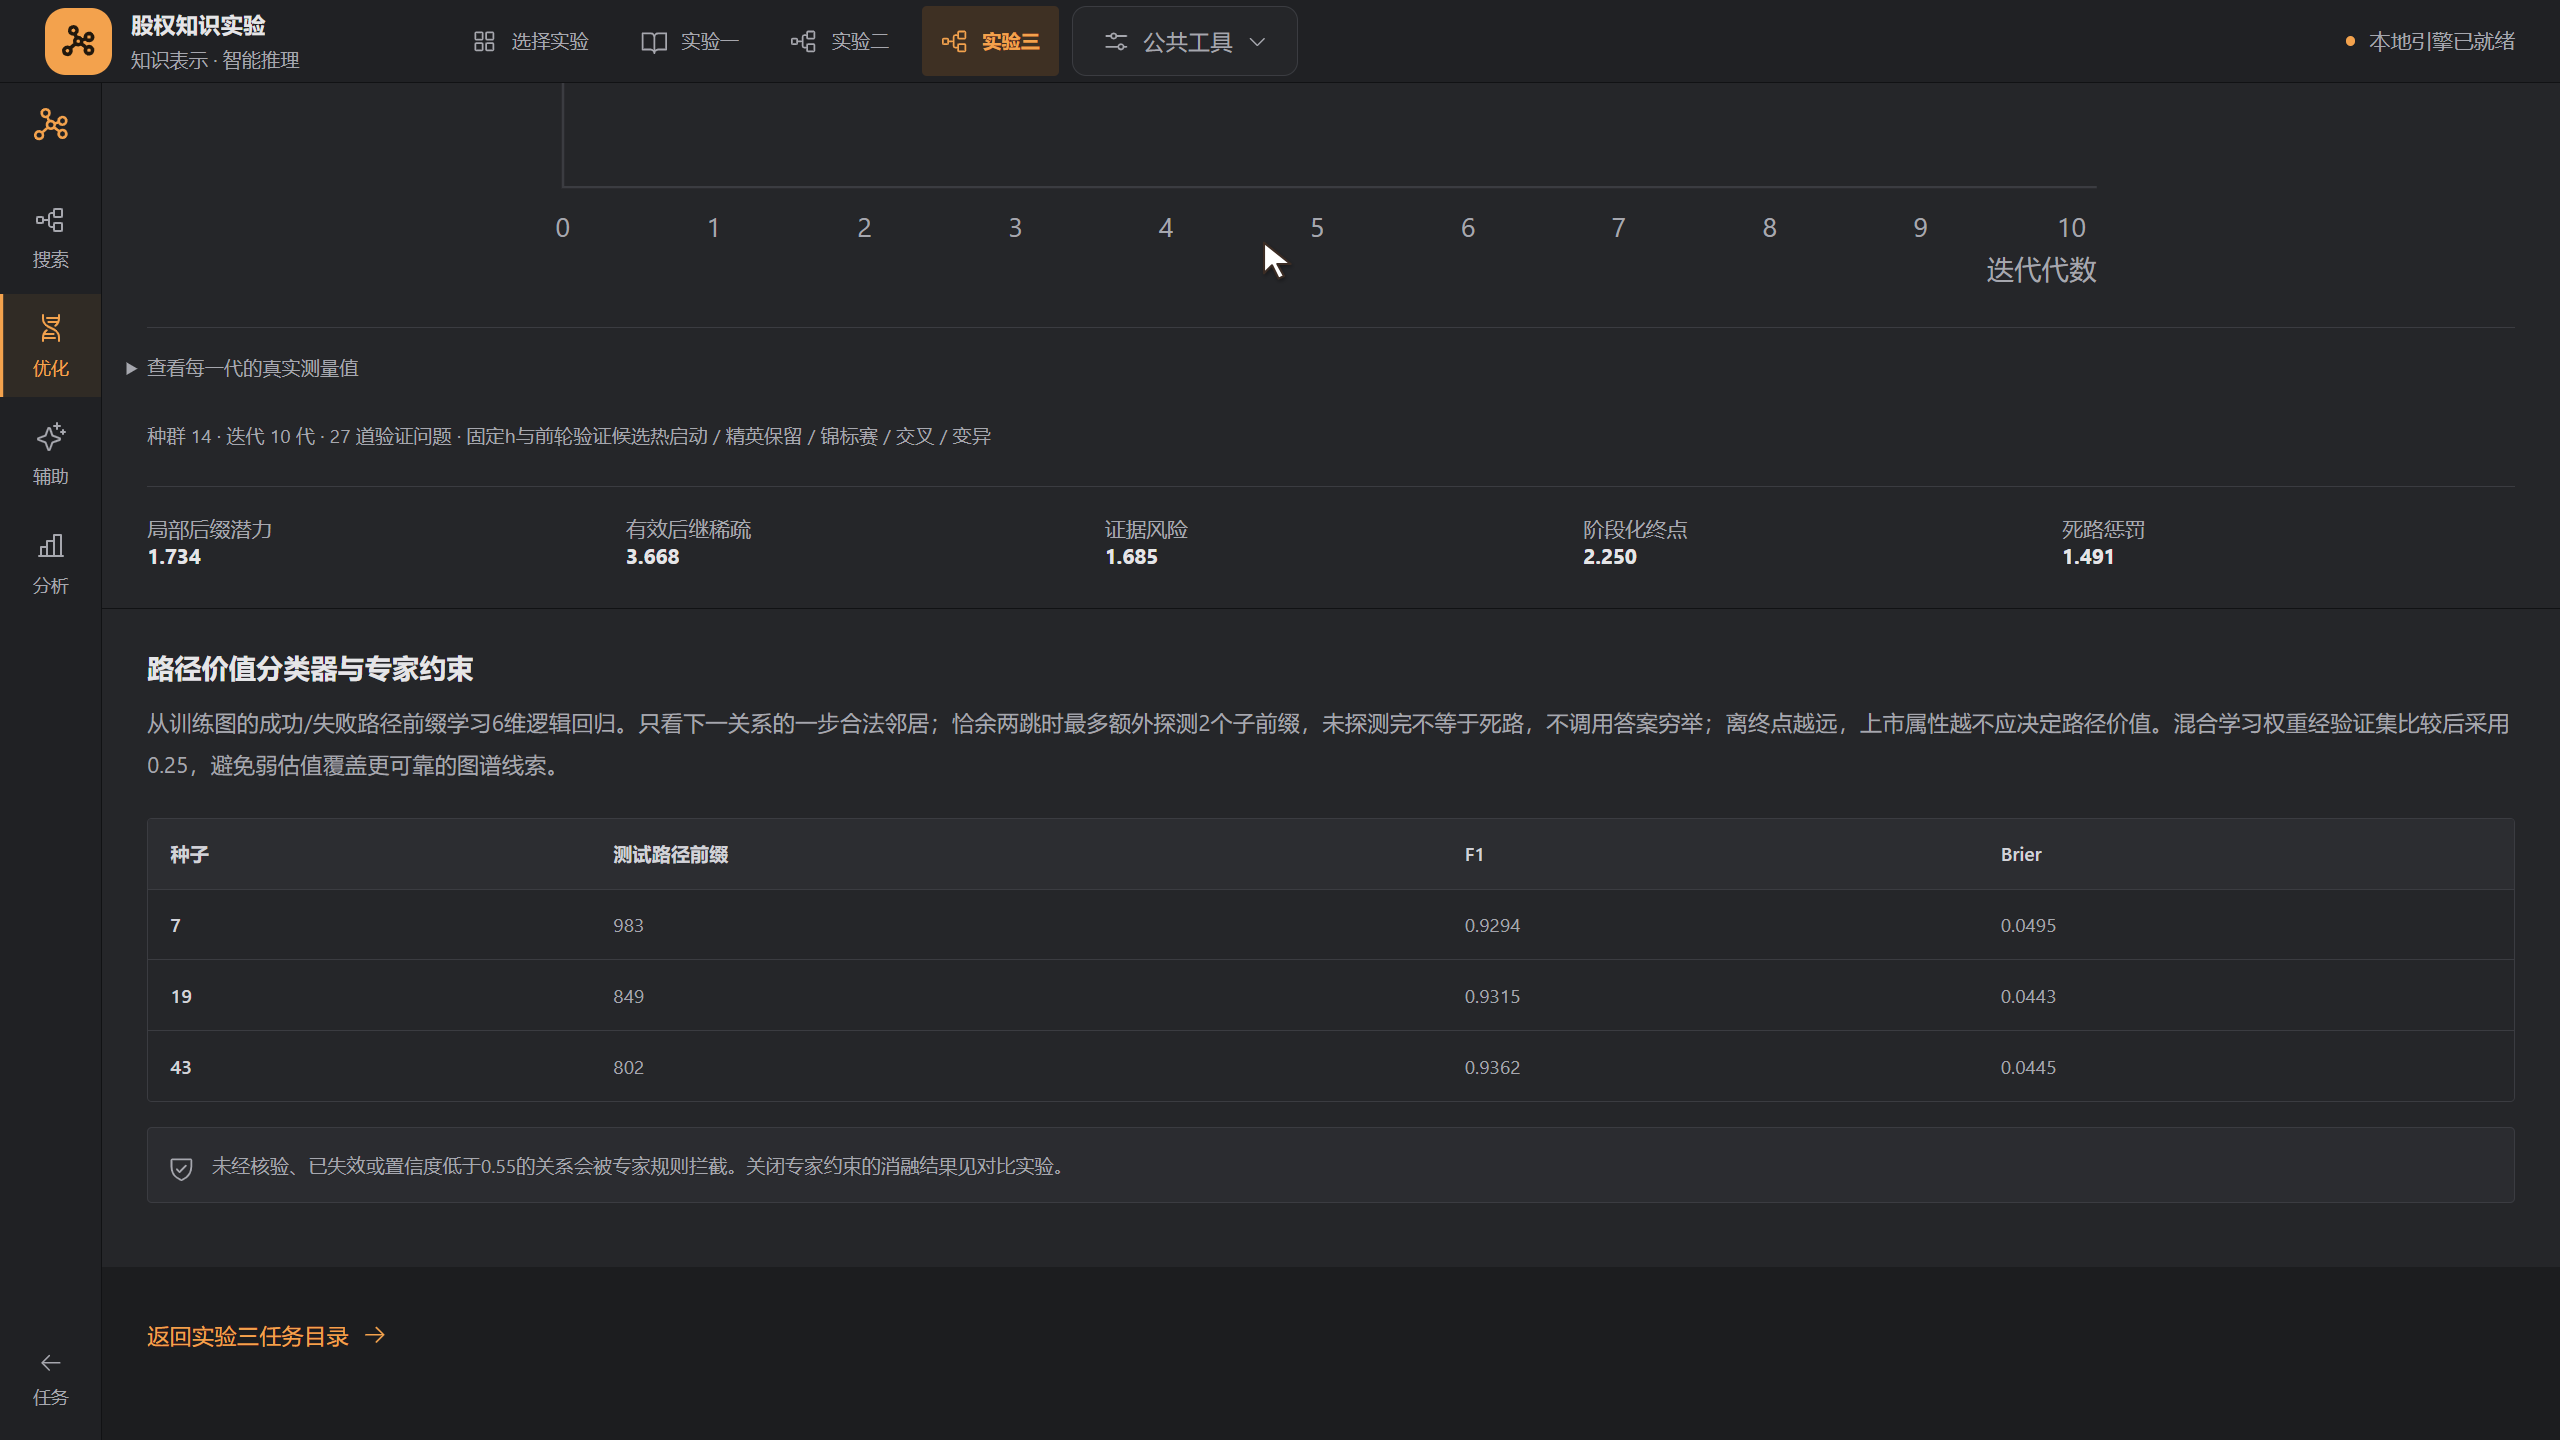 股权知识实验
知识表示 · 智能推理
选择实验
实验一
实验二
实验三
公共工具
本地引擎已就绪
搜索
优化
辅助
分析
任务
0 1 2 3 4 5 6 7 8 9 10
迭代代数
查看每一代的真实测量值
种群 14 · 迭代 10 代 · 27 道验证问题 · 固定h与前轮验证候选热启动 / 精英保留 / 锦标赛 / 交叉 / 变异
局部后缀潜力 有效后继稀疏 证据风险 阶段化终点 死路惩罚
1.734 3.668 1.685 2.250 1.491
路径价值分类器与专家约束
从训练图的成功/失败路径前缀学习6维逻辑回归。只看下一关系的一步合法邻居；恰余两跳时最多额外探测2个子前缀，未探测完不等于死路，不调用答案穷举；离终点越远，上市属性越不应决定路径价值。混合学习权重经验证集比较后采用
0.25，避免弱估值覆盖更可靠的图谱线索。
种子 测试路径前缀 F1 Brier
7 983 0.9294 0.0495
19 849 0.9315 0.0443
43 802 0.9362 0.0445
未经核验、已失效或置信度低于0.55的关系会被专家规则拦截。关闭专家约束的消融结果见对比实验。
返回实验三任务目录